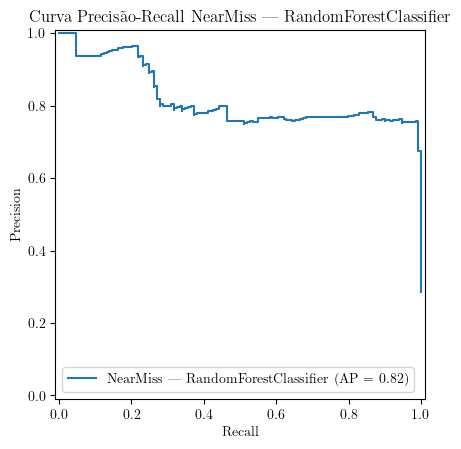 Curva Precisão-Recall NearMiss — RandomForestClassifier
1.0
0.8
0.6
0.4
0.2
0.0
Precision
NearMiss — RandomForestClassifier (AP = 0.82)
0.0 0.2 0.4 0.6 0.8 1.0
Recall